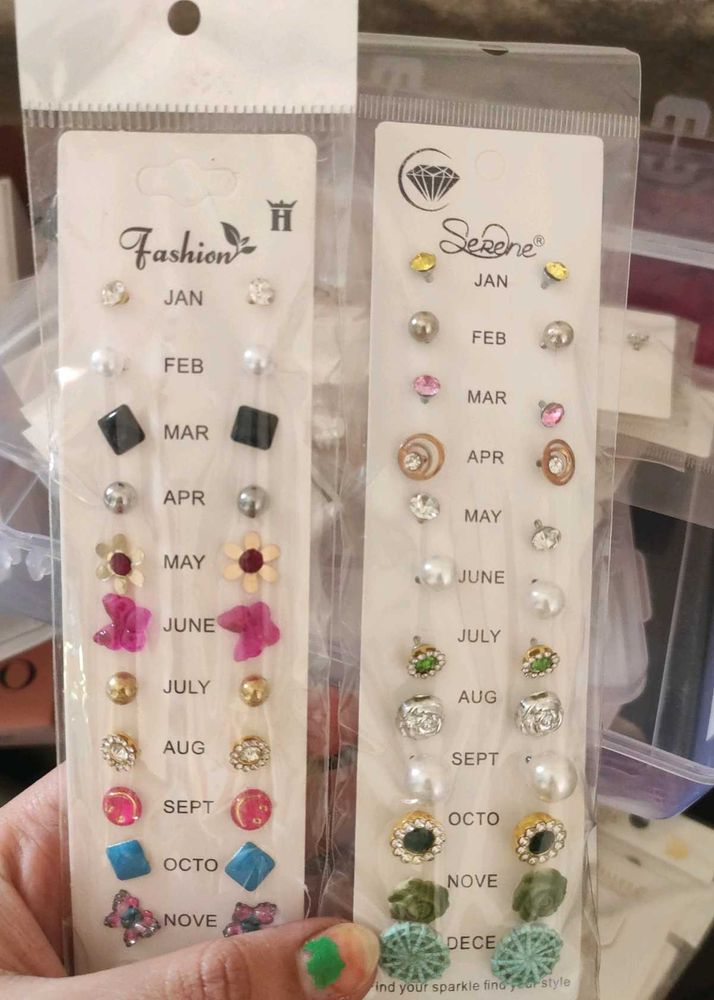 H
Fashion
JAN
FEB
MAR
APR
MAY
JUNE
JULY
AUG
SEPT
OCTO
NOVE
Serene®
JAN
FEB
MAR
APR
MAY
JUNE
JULY
AUG
SEPT
OCTO
NOVE
DECE
Find your sparkle find your style